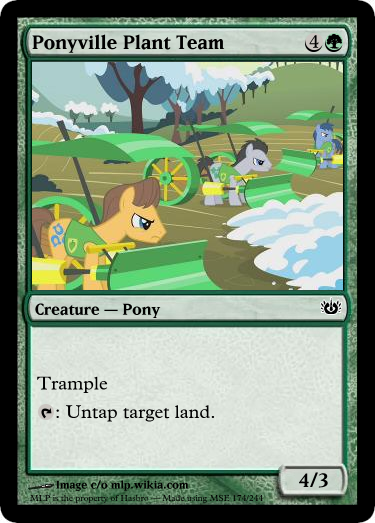 Ponyville Plant Team 4
Creature — Pony
Trample
: Untap target land.
4/3
Image c/o mlp.wikia.com
MLP is the property of Hasbro — Made using MSE 174/244